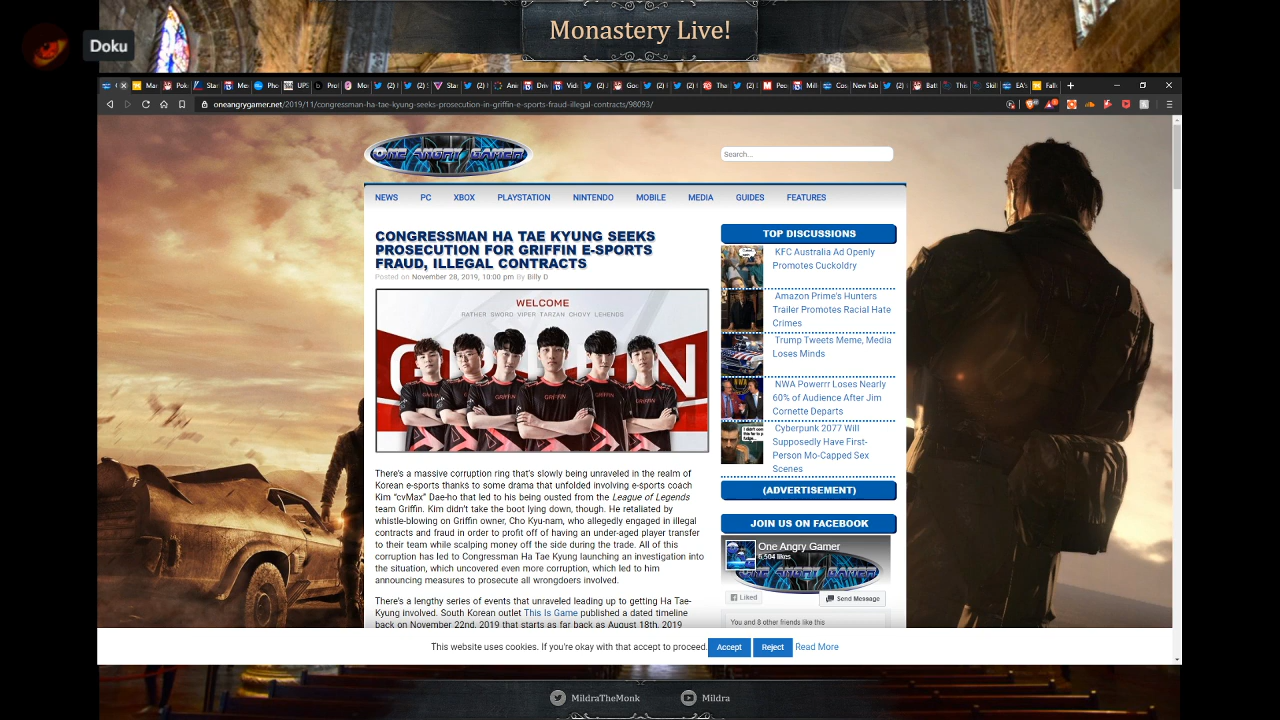 Monastery Live!
Doku
oneangrygamer.net/2019/11/congressman-ha-tae-kyung-seeks-prosecution-in-griffin-e-sports-fraud-illegal-contracts/98093/
ONE ANGRY GAMER
Search...
NEWS PC XBOX PLAYSTATION NINTENDO MOBILE MEDIA GUIDES FEATURES
CONGRESSMAN HA TAE KYUNG SEEKS
PROSECUTION FOR GRIFFIN E-SPORTS
FRAUD, ILLEGAL CONTRACTS
Posted on November 28, 2019, 10:00 pm By Billy D
WELCOME
RATHER SWORD VIPER TARZAN CHOVY LEHENDS
GRIFFIN
There's a massive corruption ring that's slowly being unraveled in the realm of
Korean e-sports thanks to some drama that unfolded involving e-sports coach
Kim “cvMax” Dae-ho that led to his being ousted from the League of Legends
team Griffin. Kim didn't take the boot lying down, though. He retaliated by
whistle-blowing on Griffin owner, Cho Kyu-nam, who allegedly engaged in illegal
contracts and fraud in order to profit off of having an under-aged player transfer
to their team while scalping money off the side during the trade. All of this
corruption has led to Congressman Ha Tae Kyung launching an investigation into
the situation, which uncovered even more corruption, which led to him
announcing measures to prosecute all wrongdoers involved.
There's a lengthy series of events that unraveled leading up to getting Ha Tae-
Kyung involved. South Korean outlet This Is Game published a dated timeline
back on November 22nd, 2019 that starts as far back as August 18th, 2019
TOP DISCUSSIONS
KFC Australia Ad Openly
Promotes Cuckoldry
Amazon Prime's Hunters
Trailer Promotes Racial Hate
Crimes
Trump Tweets Meme, Media
Loses Minds
NWA Powerrr Loses Nearly
60% of Audience After Jim
Cornette Departs
Cyberpunk 2077 Will
Supposedly Have First-
Person Mo-Capped Sex
Scenes
(ADVERTISEMENT)
JOIN US ON FACEBOOK
One Angry Gamer
6,504 likes
ONE ANGRY GAMER
Liked
Send Message
You and 8 other friends like this
This website uses cookies. If you're okay with that accept to proceed. Accept Reject Read More
MildraTheMonk Mildra